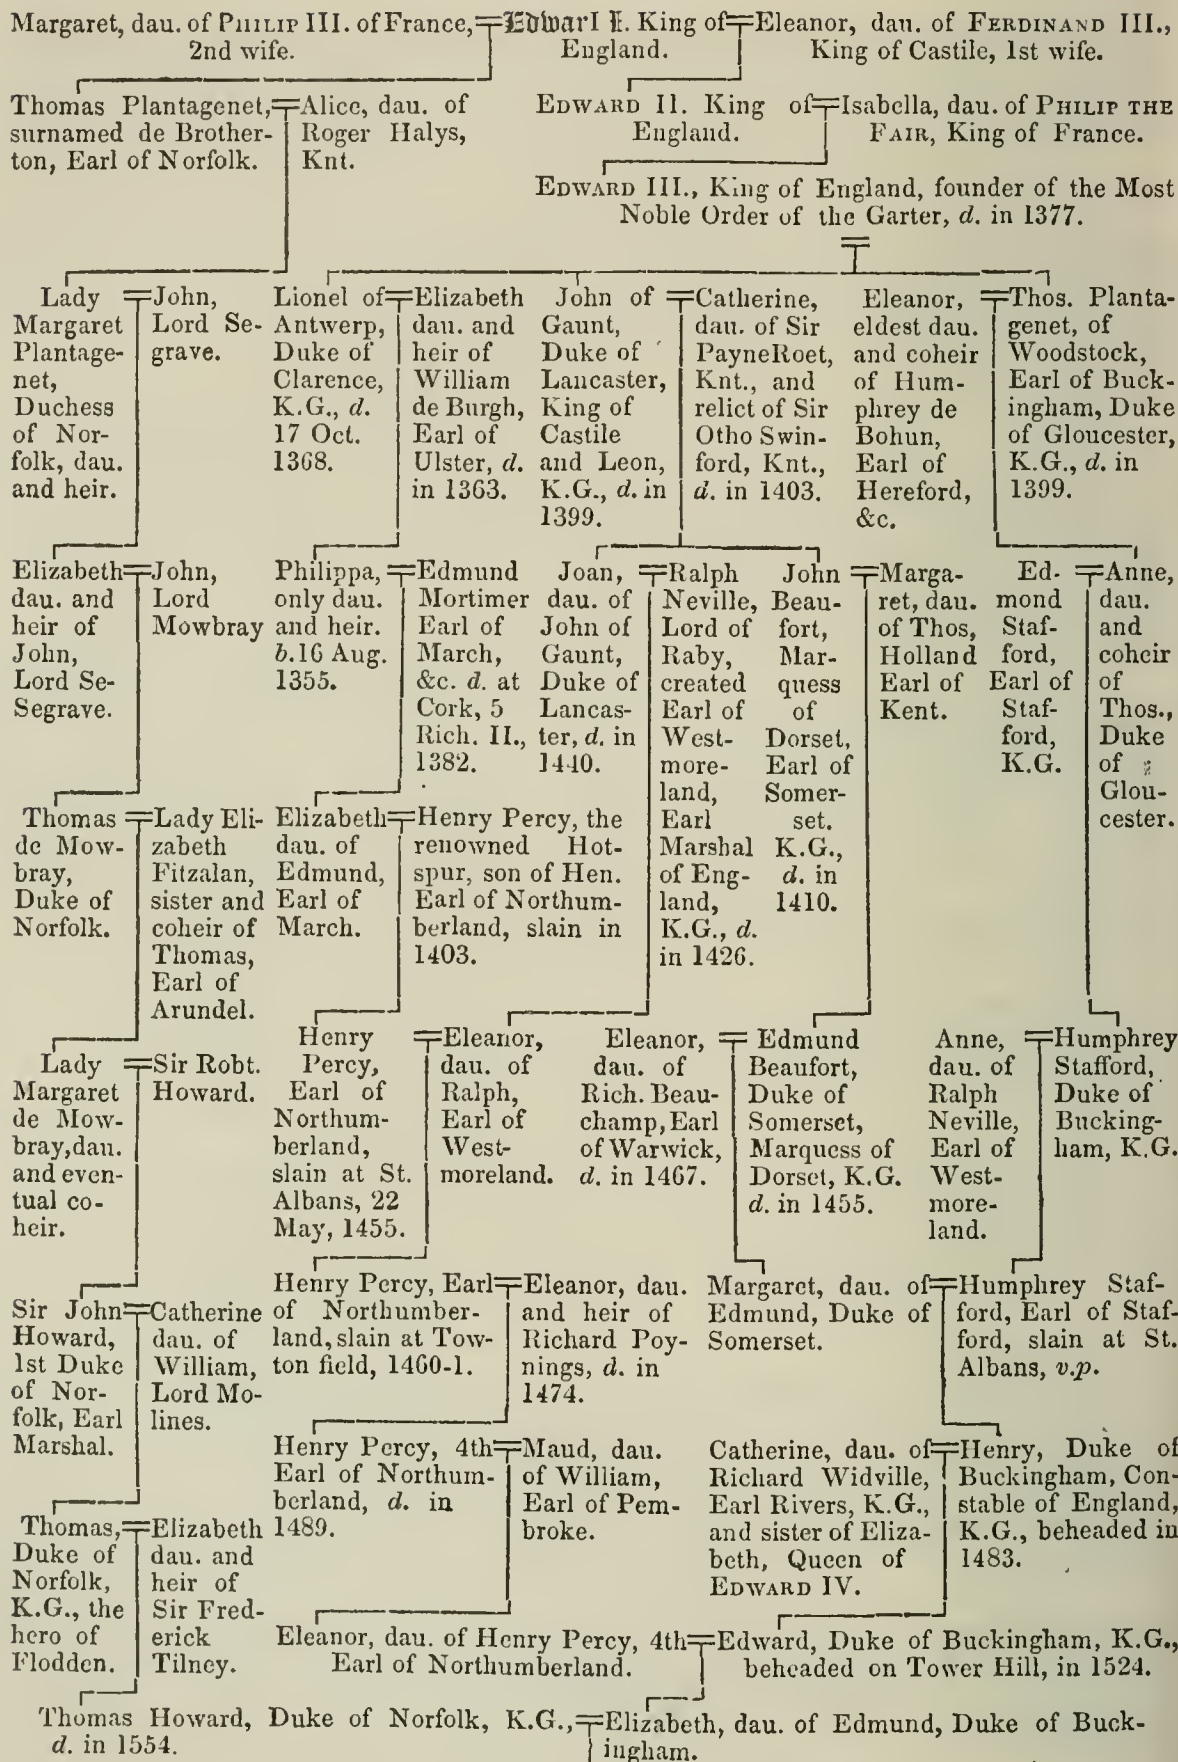 Margaret, dau. of PHILIP III. of France,
2nd wife.
Edward I. King of
England.
Eleanor, dau. of FERDINAND III.,
King of Castile, 1st wife.
Thomas Plantagenet,
surnamed de Brother-
ton, Earl of Norfolk.
Alice, dau. of
Roger Halys,
Knt.
EDWARD II. King of
England.
Isabella, dau. of PHILIP THE
FAIR, King of France.
EDWARD III., King of England, founder of the Most
Noble Order of the Garter, d. in 1377.
Lady
Margaret
Plantage-
net,
Duchess
of Nor-
folk, dau.
and heir.
John,
Lord Se-
grave.
Lionel of
Antwerp,
Duke of
Clarence,
K.G., d.
17 Oct.
1368.
Elizabeth
dau. and
heir of
William
de Burgh,
Earl of
Ulster, d.
in 1363.
John of
Gaunt,
Duke of
Lancaster,
King of
Castile
and Leon,
K.G., d. in
1399.
Catherine,
dau. of Sir
PayneRoet,
Knt., and
relict of Sir
Otho Swin-
ford, Knt.,
d. in 1403.
Eleanor,
eldest dau.
and coheir
of Hum-
phrey de
Bohun,
Earl of
Hereford,
&c.
Thos. Planta-
genet, of
Woodstock,
Earl of Buck-
ingham, Duke
of Gloucester,
K.G., d. in
1399.
Elizabeth
dau. and
heir of
John,
Lord Se-
Segrave.
John,
Lord
Mowbray
Philippa,
only dau.
and heir.
b. 16 Aug.
1355.
Edmund
Mortimer
Earl of
March,
&c. d. at
Cork, 5
Rich. II.,
1382.
Joan,
dau. of
John of
Gaunt,
Duke of
Lancas-
ter, d. in
1440.
Ralph
Neville,
Lord of
Raby,
created
Earl of
West-
more-
land,
Earl
Marshal
of Eng-
land,
K.G., d.
in 1426.
John
Beau-
fort,
Mar-
quess
of
Dorset,
Earl of
Somer-
set.
K.G.,
d. in
1410.
Marga-
ret, dau.
of Thos,
Holland
Earl of
Kent.
Ed-
mond
Staf-
ford,
Earl of
Staf-
ford,
K.G.
Anne,
dau.
and
coheir
of
Thos.,
Duke
of
Glou-
cester.
Thomas
de Mow-
bray,
Duke of
Norfolk.
Lady Eli-
zabeth
Fitzalan,
sister and
coheir of
Thomas,
Earl of
Arundel.
Elizabeth
dau. of
Edmund,
Earl of
March.
Henry Percy, the
renowned Hot-
spur, son of Hen.
Earl of Northum-
berland, slain in
1403.
Lady
Margaret
de Mow-
bray, dau.
and even-
tual co-
heir.
Sir Robt.
Howard.
Henry
Percy,
Earl of
Northum-
berland,
slain at St.
Albans, 22
May, 1455.
Eleanor,
dau. of
Ralph,
Earl of
West-
moreland.
Eleanor,
dau. of
Rich. Beau-
champ, Earl
of Warwick,
d. in 1467.
Edmund
Beaufort,
Duke of
Somerset,
Marquess of
Dorset, K.G.
d. in 1455.
Anne,
dau. of
Ralph
Neville,
Earl of
West-
more-
land.
Humphrey
Stafford,
Duke of
Bucking-
ham, K.G.
Sir John
Howard,
1st Duke
of Nor-
folk, Earl
Marshal.
Catherine
dau. of
William,
Lord Mo-
lines.
Henry Percy, Earl
of Northumber-
land, slain at Tow-
ton field, 1460-1.
Eleanor, dau.
and heir of
Richard Poy-
nings, d. in
1474.
Margaret, dau. of
Edmund, Duke of
Somerset.
Humphrey Staf-
ford, Earl of Staf-
ford, slain at St.
Albans, v.p.
Henry Percy, 4th
Earl of Northum-
berland, d. in
1489.
Maud, dau.
of William,
Earl of Pem-
broke.
Catherine, dau. of
Richard Widville,
Earl Rivers, K.G.,
and sister of Eliza-
beth, Queen of
EDWARD IV.
Henry, Duke of
Buckingham, Con-
stable of England,
K.G., beheaded in
1483.
Thomas,
Duke of
Norfolk,
K.G., the
hero of
Flodden.
Elizabeth
dau. and
heir of
Sir Fred-
erick
Tilney.
Eleanor, dau. of Henry Percy, 4th
Earl of Northumberland.
Edward, Duke of Buckingham, K.G.,
beheaded on Tower Hill, in 1524.
Thomas Howard, Duke of Norfolk, K.G.,
d. in 1554.
Elizabeth, dau. of Edmund, Duke of Buck-
ingham.